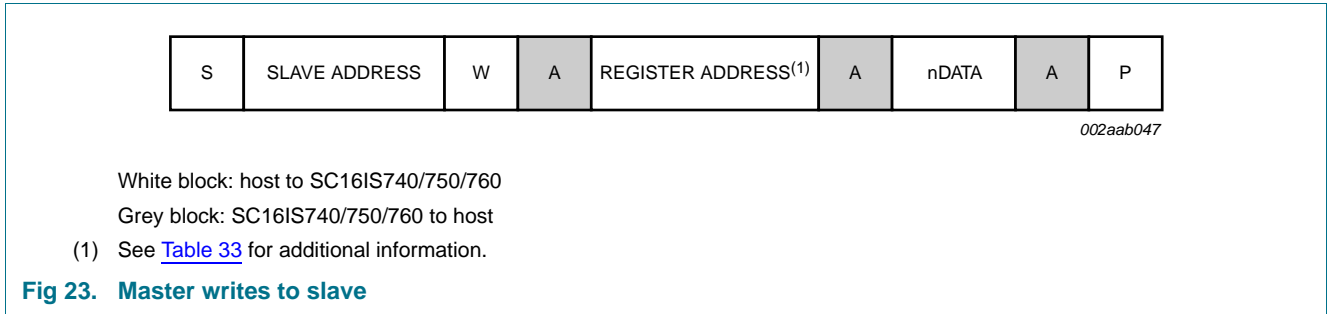 S SLAVE ADDRESS W A REGISTER ADDRESS(1) A nDATA A P
002aab047
White block: host to SC16IS740/750/760
Grey block: SC16IS740/750/760 to host
(1) See Table 33 for additional information.
Fig 23. Master writes to slave